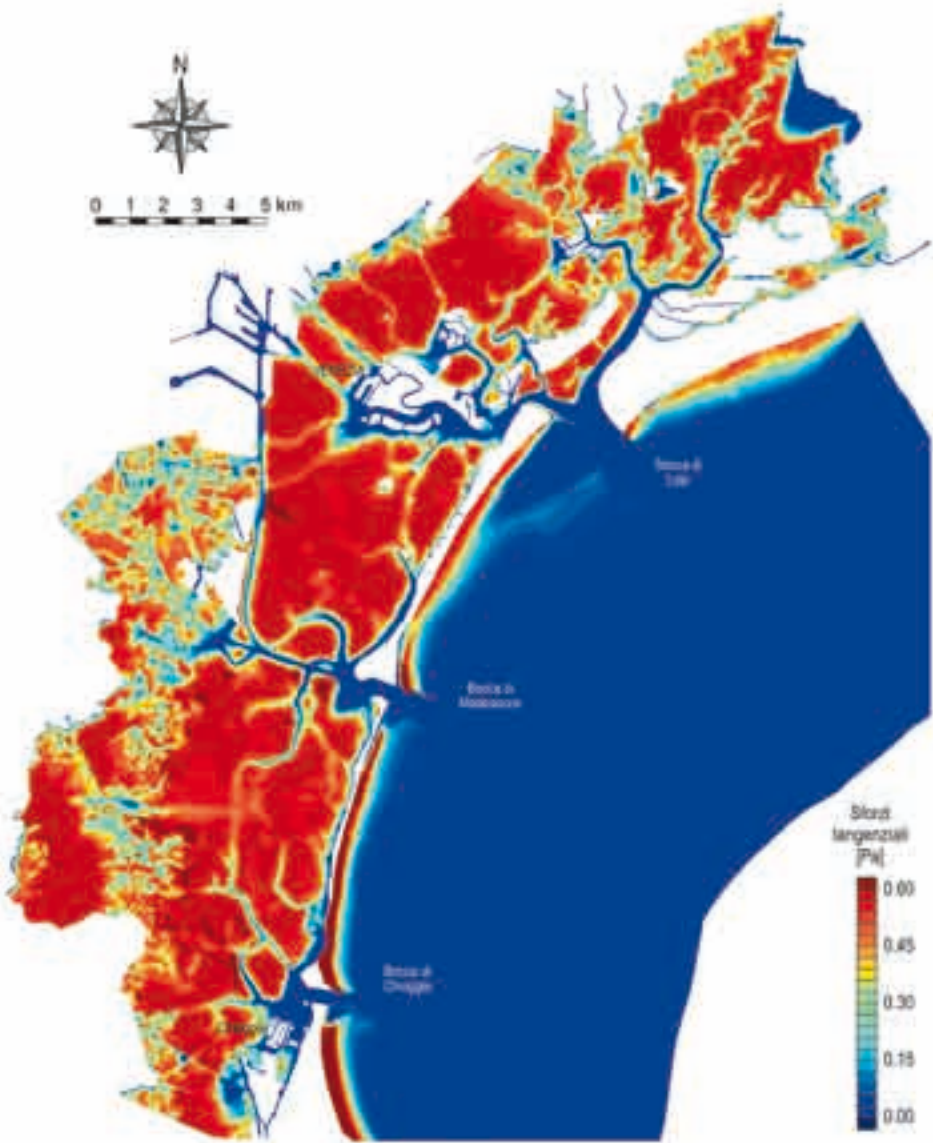 N
0 1 2 3 4 5 km
Bocca di
Lido
Bocca di
Malamocco
Sforzi
tangenziali
[Pa]
0.60
0.45
0.30
0.15
0.00
Bocca di
Chioggia